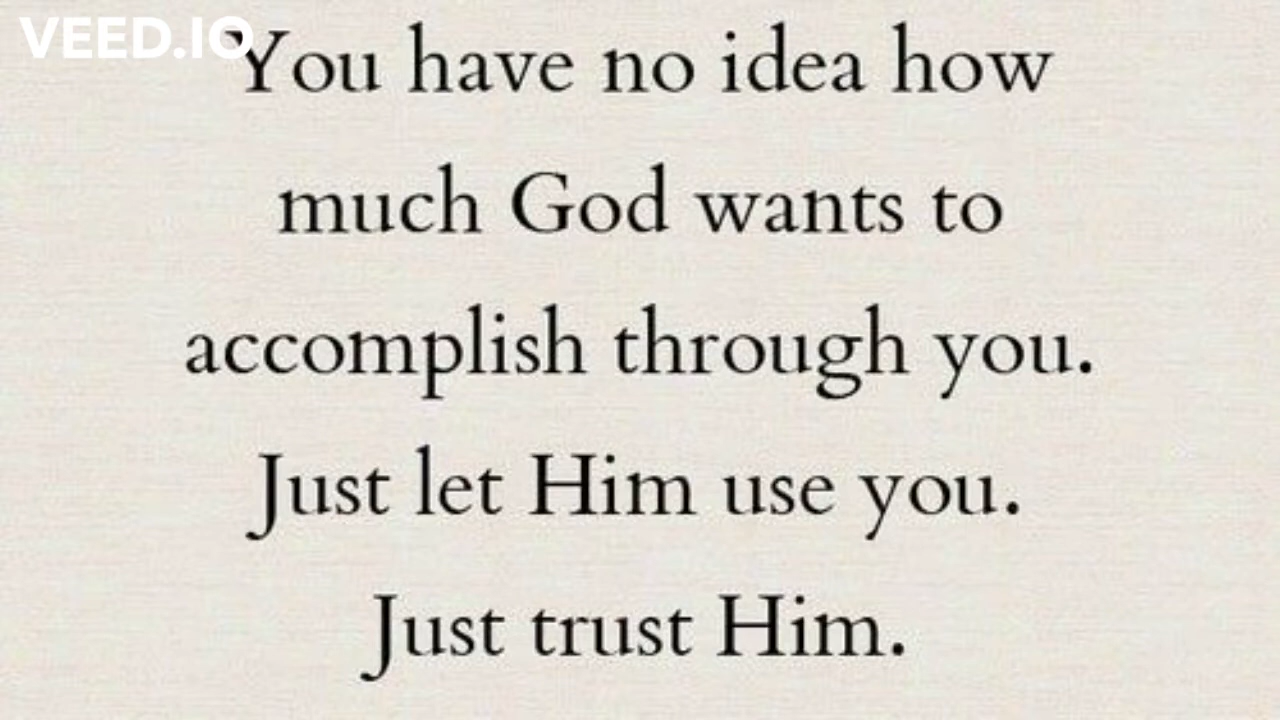 VEED.IO
You have no idea how
much God wants to
accomplish through you.
Just let Him use you.
Just trust Him.